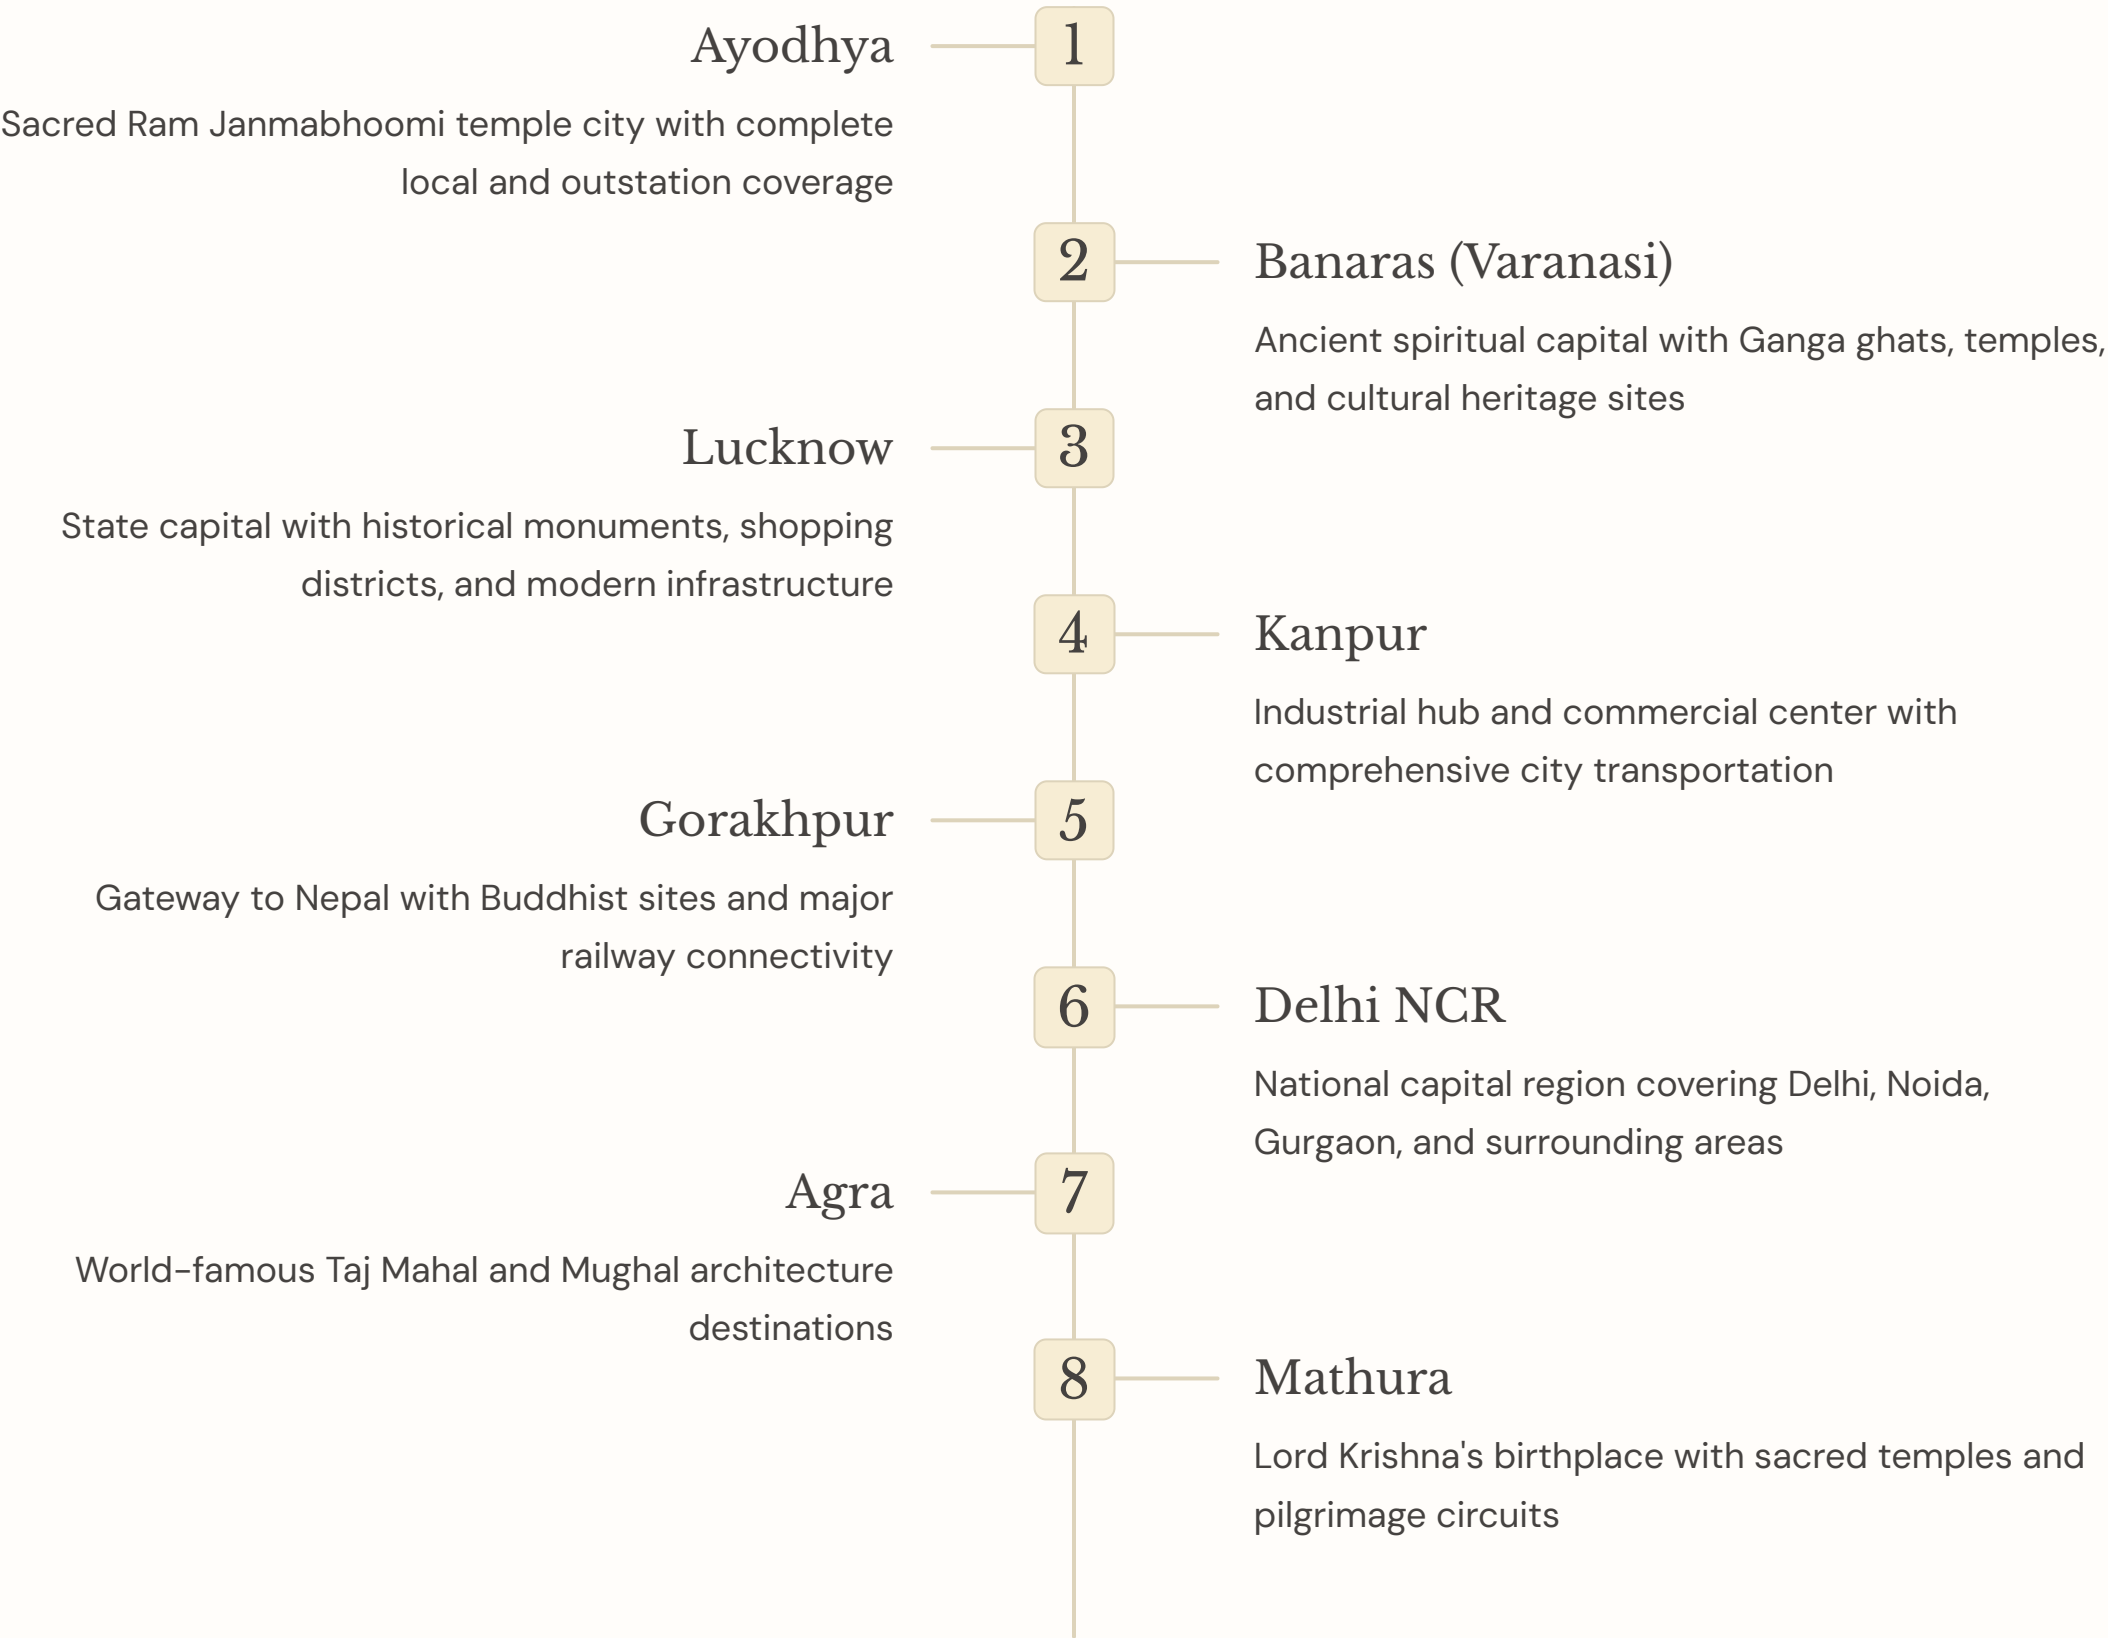 1
Ayodhya
Sacred Ram Janmabhoomi temple city with complete
local and outstation coverage
2
Banaras (Varanasi)
Ancient spiritual capital with Ganga ghats, temples,
and cultural heritage sites
3
Lucknow
State capital with historical monuments, shopping
districts, and modern infrastructure
4
Kanpur
Industrial hub and commercial center with
comprehensive city transportation
5
Gorakhpur
Gateway to Nepal with Buddhist sites and major
railway connectivity
6
Delhi NCR
National capital region covering Delhi, Noida,
Gurgaon, and surrounding areas
7
Agra
World-famous Taj Mahal and Mughal architecture
destinations
8
Mathura
Lord Krishna's birthplace with sacred temples and
pilgrimage circuits